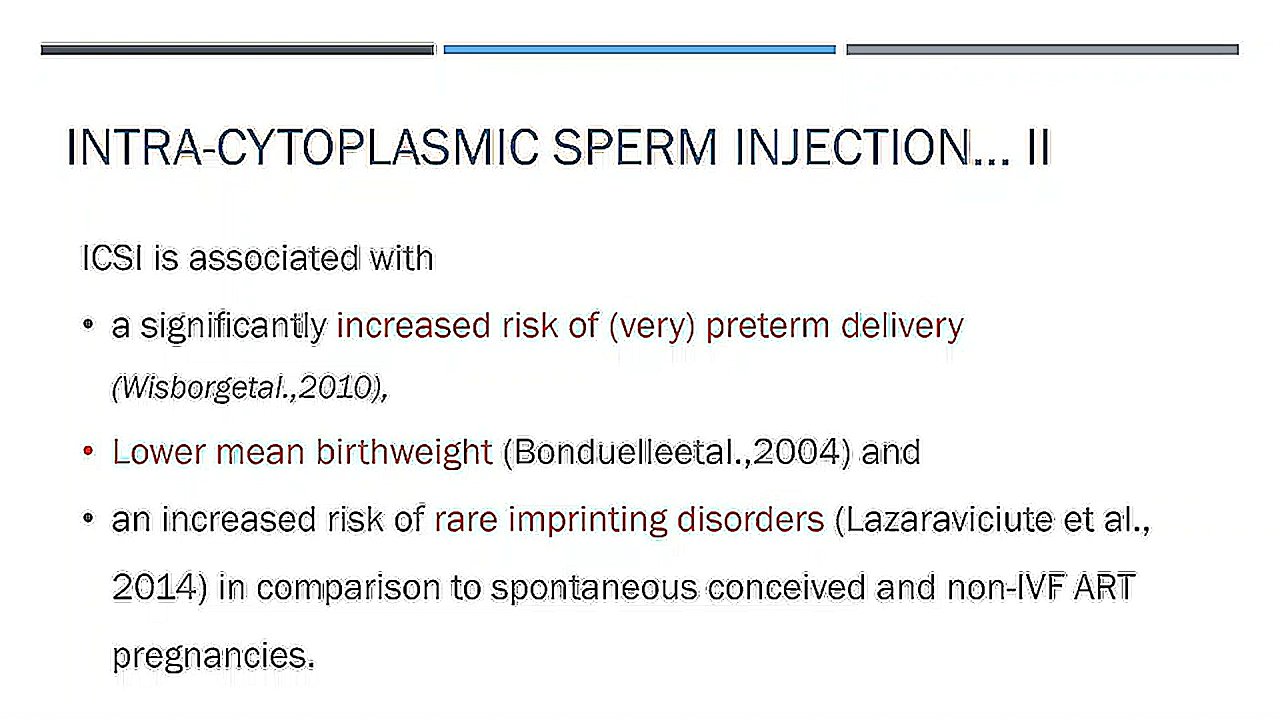 INTRA-CYTOPLASMIC SPERM INJECTION... II
ICSI is associated with
• a significantly increased risk of (very) preterm delivery
(Wisborgetal.,2010),
• Lower mean birthweight (Bonduelleetal.,2004) and
• an increased risk of rare imprinting disorders (Lazaraviciute et al.,
2014) in comparison to spontaneous conceived and non-IVF ART
pregnancies.